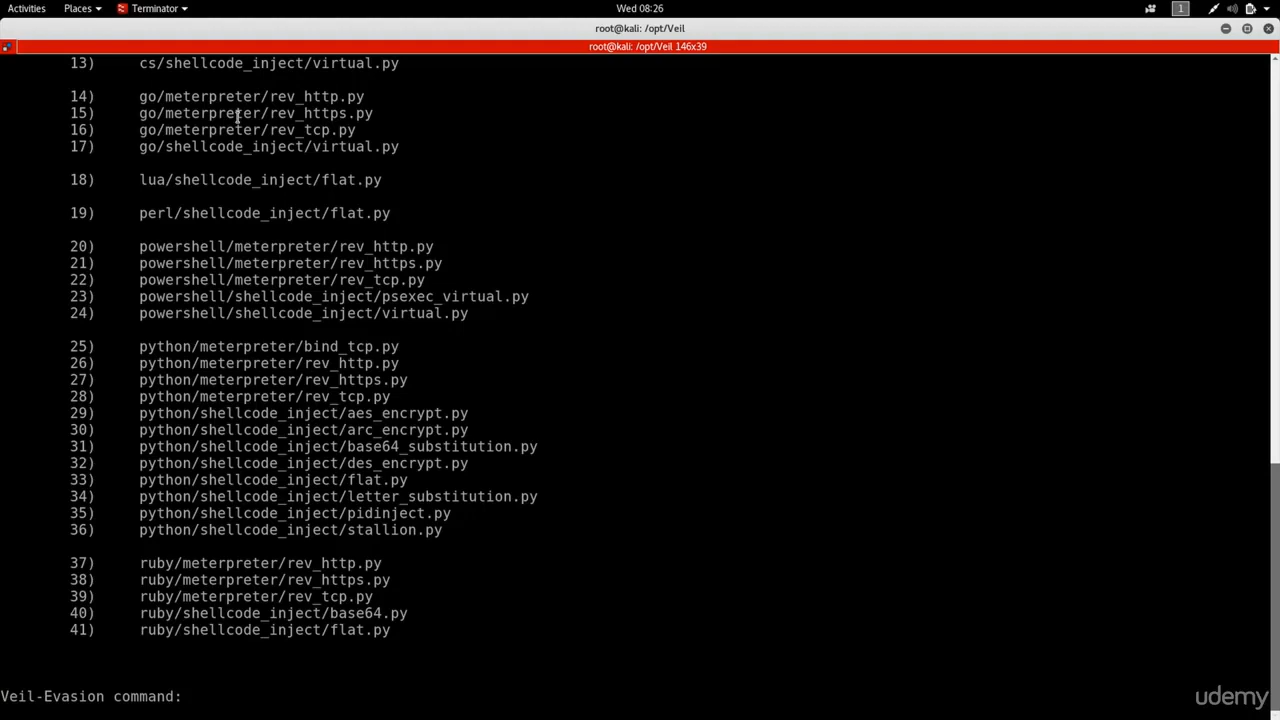 Activities Places Terminator Wed 08:26 1
root@kali: /opt/Veil
root@kali: /opt/Veil 146x39
13) cs/shellcode_inject/virtual.py
14) go/meterpreter/rev_http.py
15) go/meterpreter/rev_https.py
16) go/meterpreter/rev_tcp.py
17) go/shellcode_inject/virtual.py
18) lua/shellcode_inject/flat.py
19) perl/shellcode_inject/flat.py
20) powershell/meterpreter/rev_http.py
21) powershell/meterpreter/rev_https.py
22) powershell/meterpreter/rev_tcp.py
23) powershell/shellcode_inject/psexec_virtual.py
24) powershell/shellcode_inject/virtual.py
25) python/meterpreter/bind_tcp.py
26) python/meterpreter/rev_http.py
27) python/meterpreter/rev_https.py
28) python/meterpreter/rev_tcp.py
29) python/shellcode_inject/aes_encrypt.py
30) python/shellcode_inject/arc_encrypt.py
31) python/shellcode_inject/base64_substitution.py
32) python/shellcode_inject/des_encrypt.py
33) python/shellcode_inject/flat.py
34) python/shellcode_inject/letter_substitution.py
35) python/shellcode_inject/pidinject.py
36) python/shellcode_inject/stallion.py
37) ruby/meterpreter/rev_http.py
38) ruby/meterpreter/rev_https.py
39) ruby/meterpreter/rev_tcp.py
40) ruby/shellcode_inject/base64.py
41) ruby/shellcode_inject/flat.py
Veil-Evasion command:
udemy